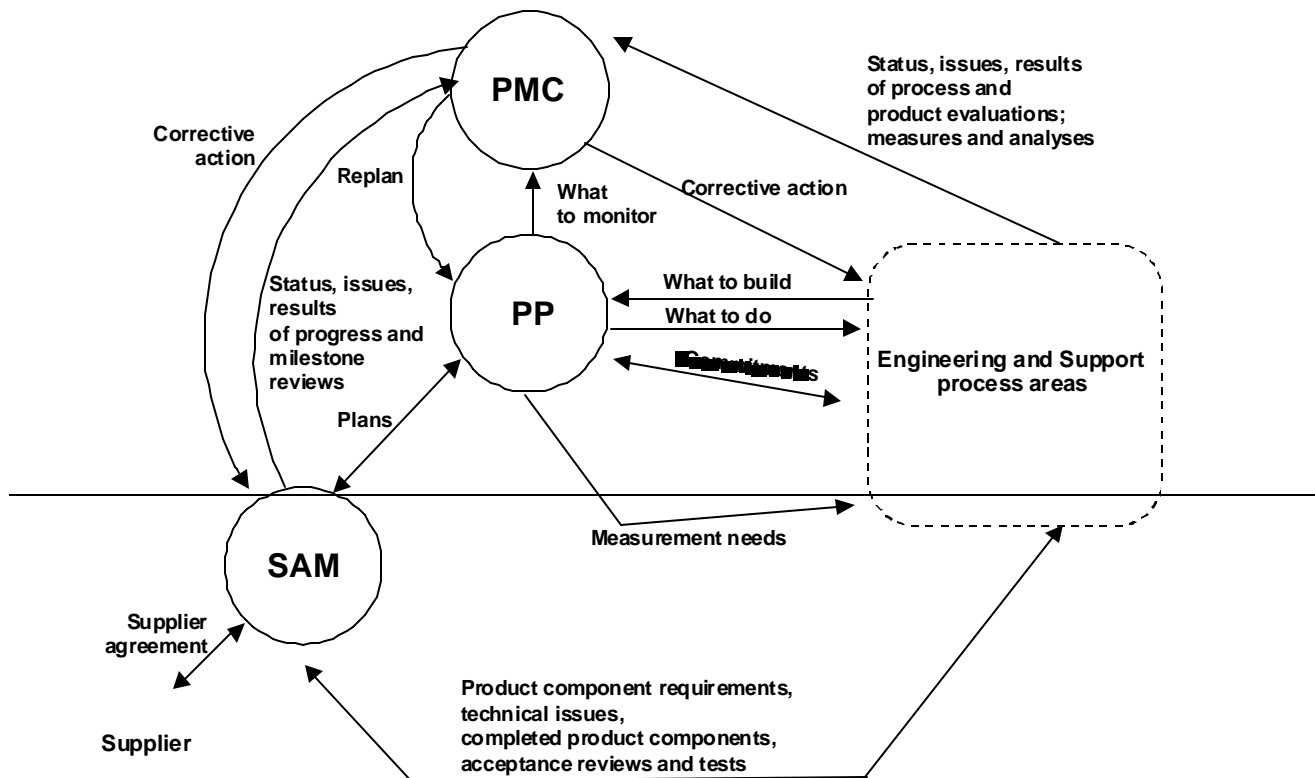 PMC
Status, issues, results
of process and
product evaluations;
measures and analyses
Corrective
action
Replan
What
to monitor
Corrective action
Status, issues,
results
of progress and
milestone
reviews
PP
What to build
What to do
Engineering and Support
process areas
Plans
Measurement needs
SAM
Supplier
agreement
Supplier
Product component requirements,
technical issues,
completed product components,
acceptance reviews and tests